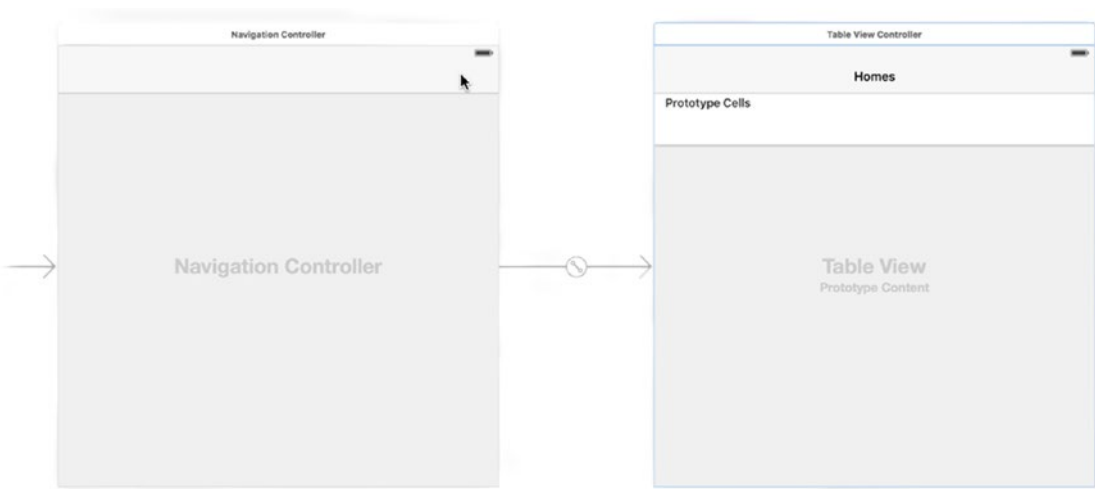 Navigation Controller
Navigation Controller
Table View Controller
Homes
Prototype Cells
Table View
Prototype Content